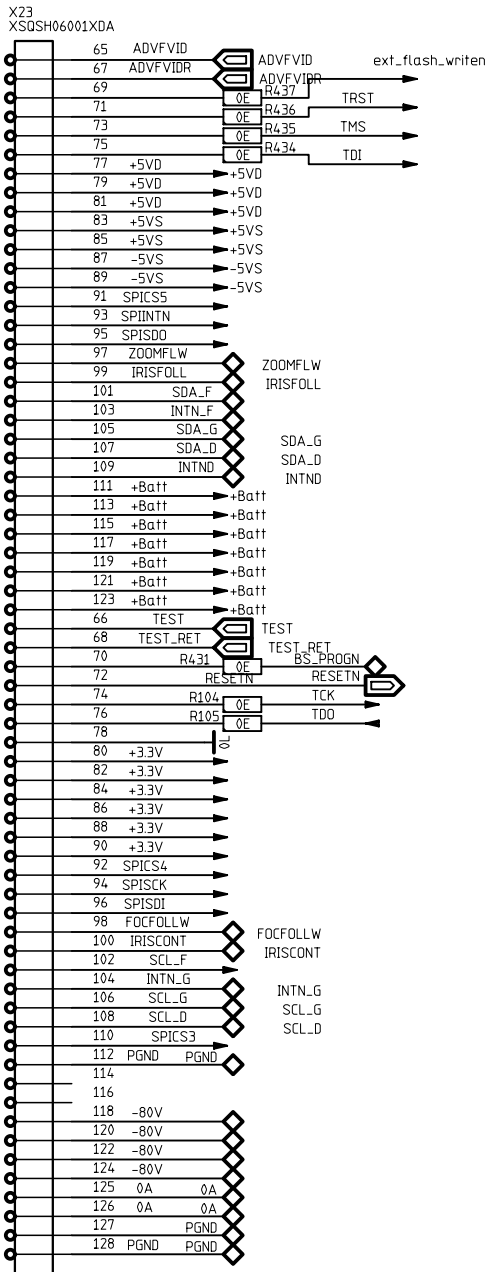 X23
XSQSH06001XDA
65 ADVFVID ADVFVID ext_flash_writen
67 ADVFVIDR ADVFVIDR
69 0E R437
71 0E R436 TRST
73 0E R435 TMS
75 0E R434 TDI
77 +5VD +5VD
79 +5VD +5VD
81 +5VD +5VD
83 +5VS +5VS
85 +5VS +5VS
87 -5VS -5VS
89 -5VS -5VS
91 SPICS5
93 SPIINTN
95 SPISDO
97 ZOOMFLW ZOOMFLW
99 IRISFOLL IRISFOLL
101 SDA_F
103 INTN_F
105 SDA_G SDA_G
107 SDA_D SDA_D
109 INTND INTND
111 +Batt +Batt
113 +Batt +Batt
115 +Batt +Batt
117 +Batt +Batt
119 +Batt +Batt
121 +Batt +Batt
123 +Batt +Batt
66 TEST TEST
68 TEST_RET TEST_RET
70 R431 0E BS_PROGN
72 RESETN RESETN
74 R104 0E TCK
76 R105 0E TDO
78 0L
80 +3.3V
82 +3.3V
84 +3.3V
86 +3.3V
88 +3.3V
90 +3.3V
92 SPICS4
94 SPISCK
96 SPISDI
98 FOCFOLLW FOCFOLLW
100 IRISCONT IRISCONT
102 SCL_F
104 INTN_G INTN_G
106 SCL_G SCL_G
108 SCL_D SCL_D
110 SPICS3
112 PGND PGND
114
116
118 -80V
120 -80V
122 -80V
124 -80V
125 0A 0A
126 0A 0A
127 PGND
128 PGND PGND